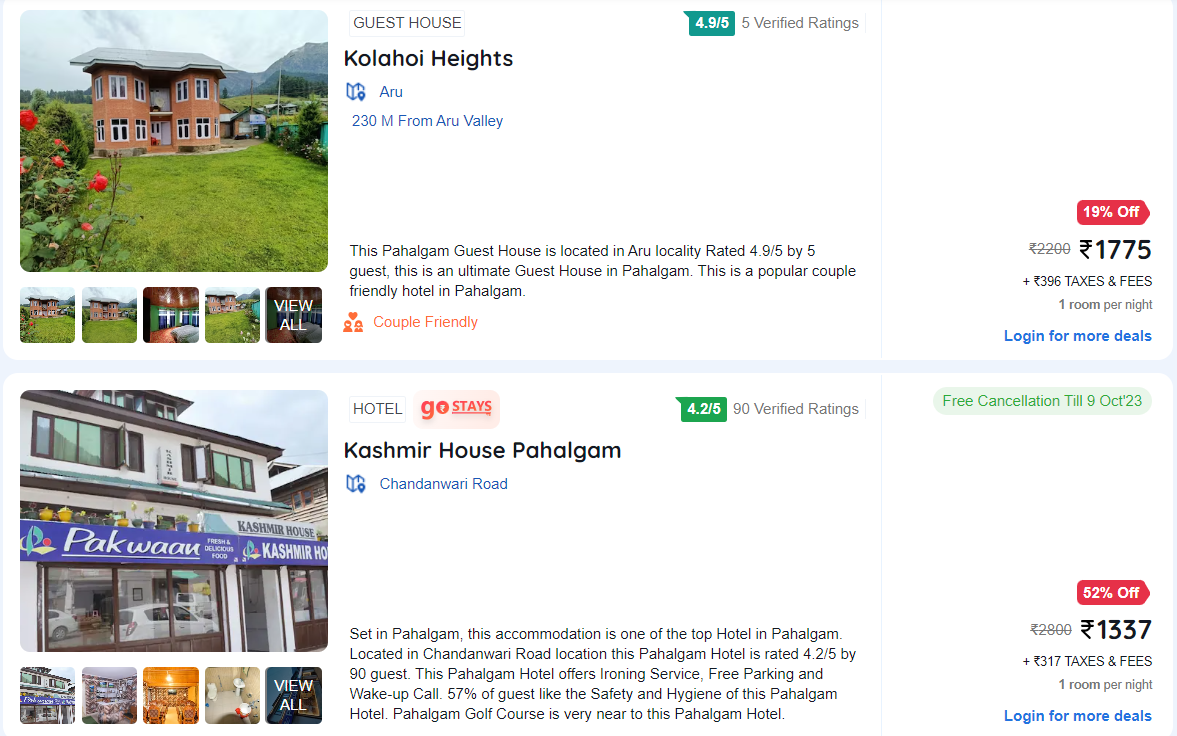 GUEST HOUSE
4.9/5 5 Verified Ratings
Kolahoi Heights
Aru
230 M From Aru Valley
19% Off
₹2200 ₹1775
+ ₹396 TAXES & FEES
1 room per night
Login for more deals
This Pahalgam Guest House is located in Aru locality Rated 4.9/5 by 5
guest, this is an ultimate Guest House in Pahalgam. This is a popular couple
friendly hotel in Pahalgam.
Couple Friendly
VIEW
ALL
HOTEL
go STAYS
4.2/5 90 Verified Ratings
Free Cancellation Till 9 Oct'23
Kashmir House Pahalgam
Chandanwari Road
KASHMIR HOUSE
Pakwaan
FRESH &
DELICIOUS
FOOD
KASHMIR HO
52% Off
₹2800 ₹1337
+ ₹317 TAXES & FEES
1 room per night
Login for more deals
Set in Pahalgam, this accommodation is one of the top Hotel in Pahalgam.
Located in Chandanwari Road location this Pahalgam Hotel is rated 4.2/5 by
90 guest. This Pahalgam Hotel offers Ironing Service, Free Parking and
Wake-up Call. 57% of guest like the Safety and Hygiene of this Pahalgam
Hotel. Pahalgam Golf Course is very near to this Pahalgam Hotel.
VIEW
ALL